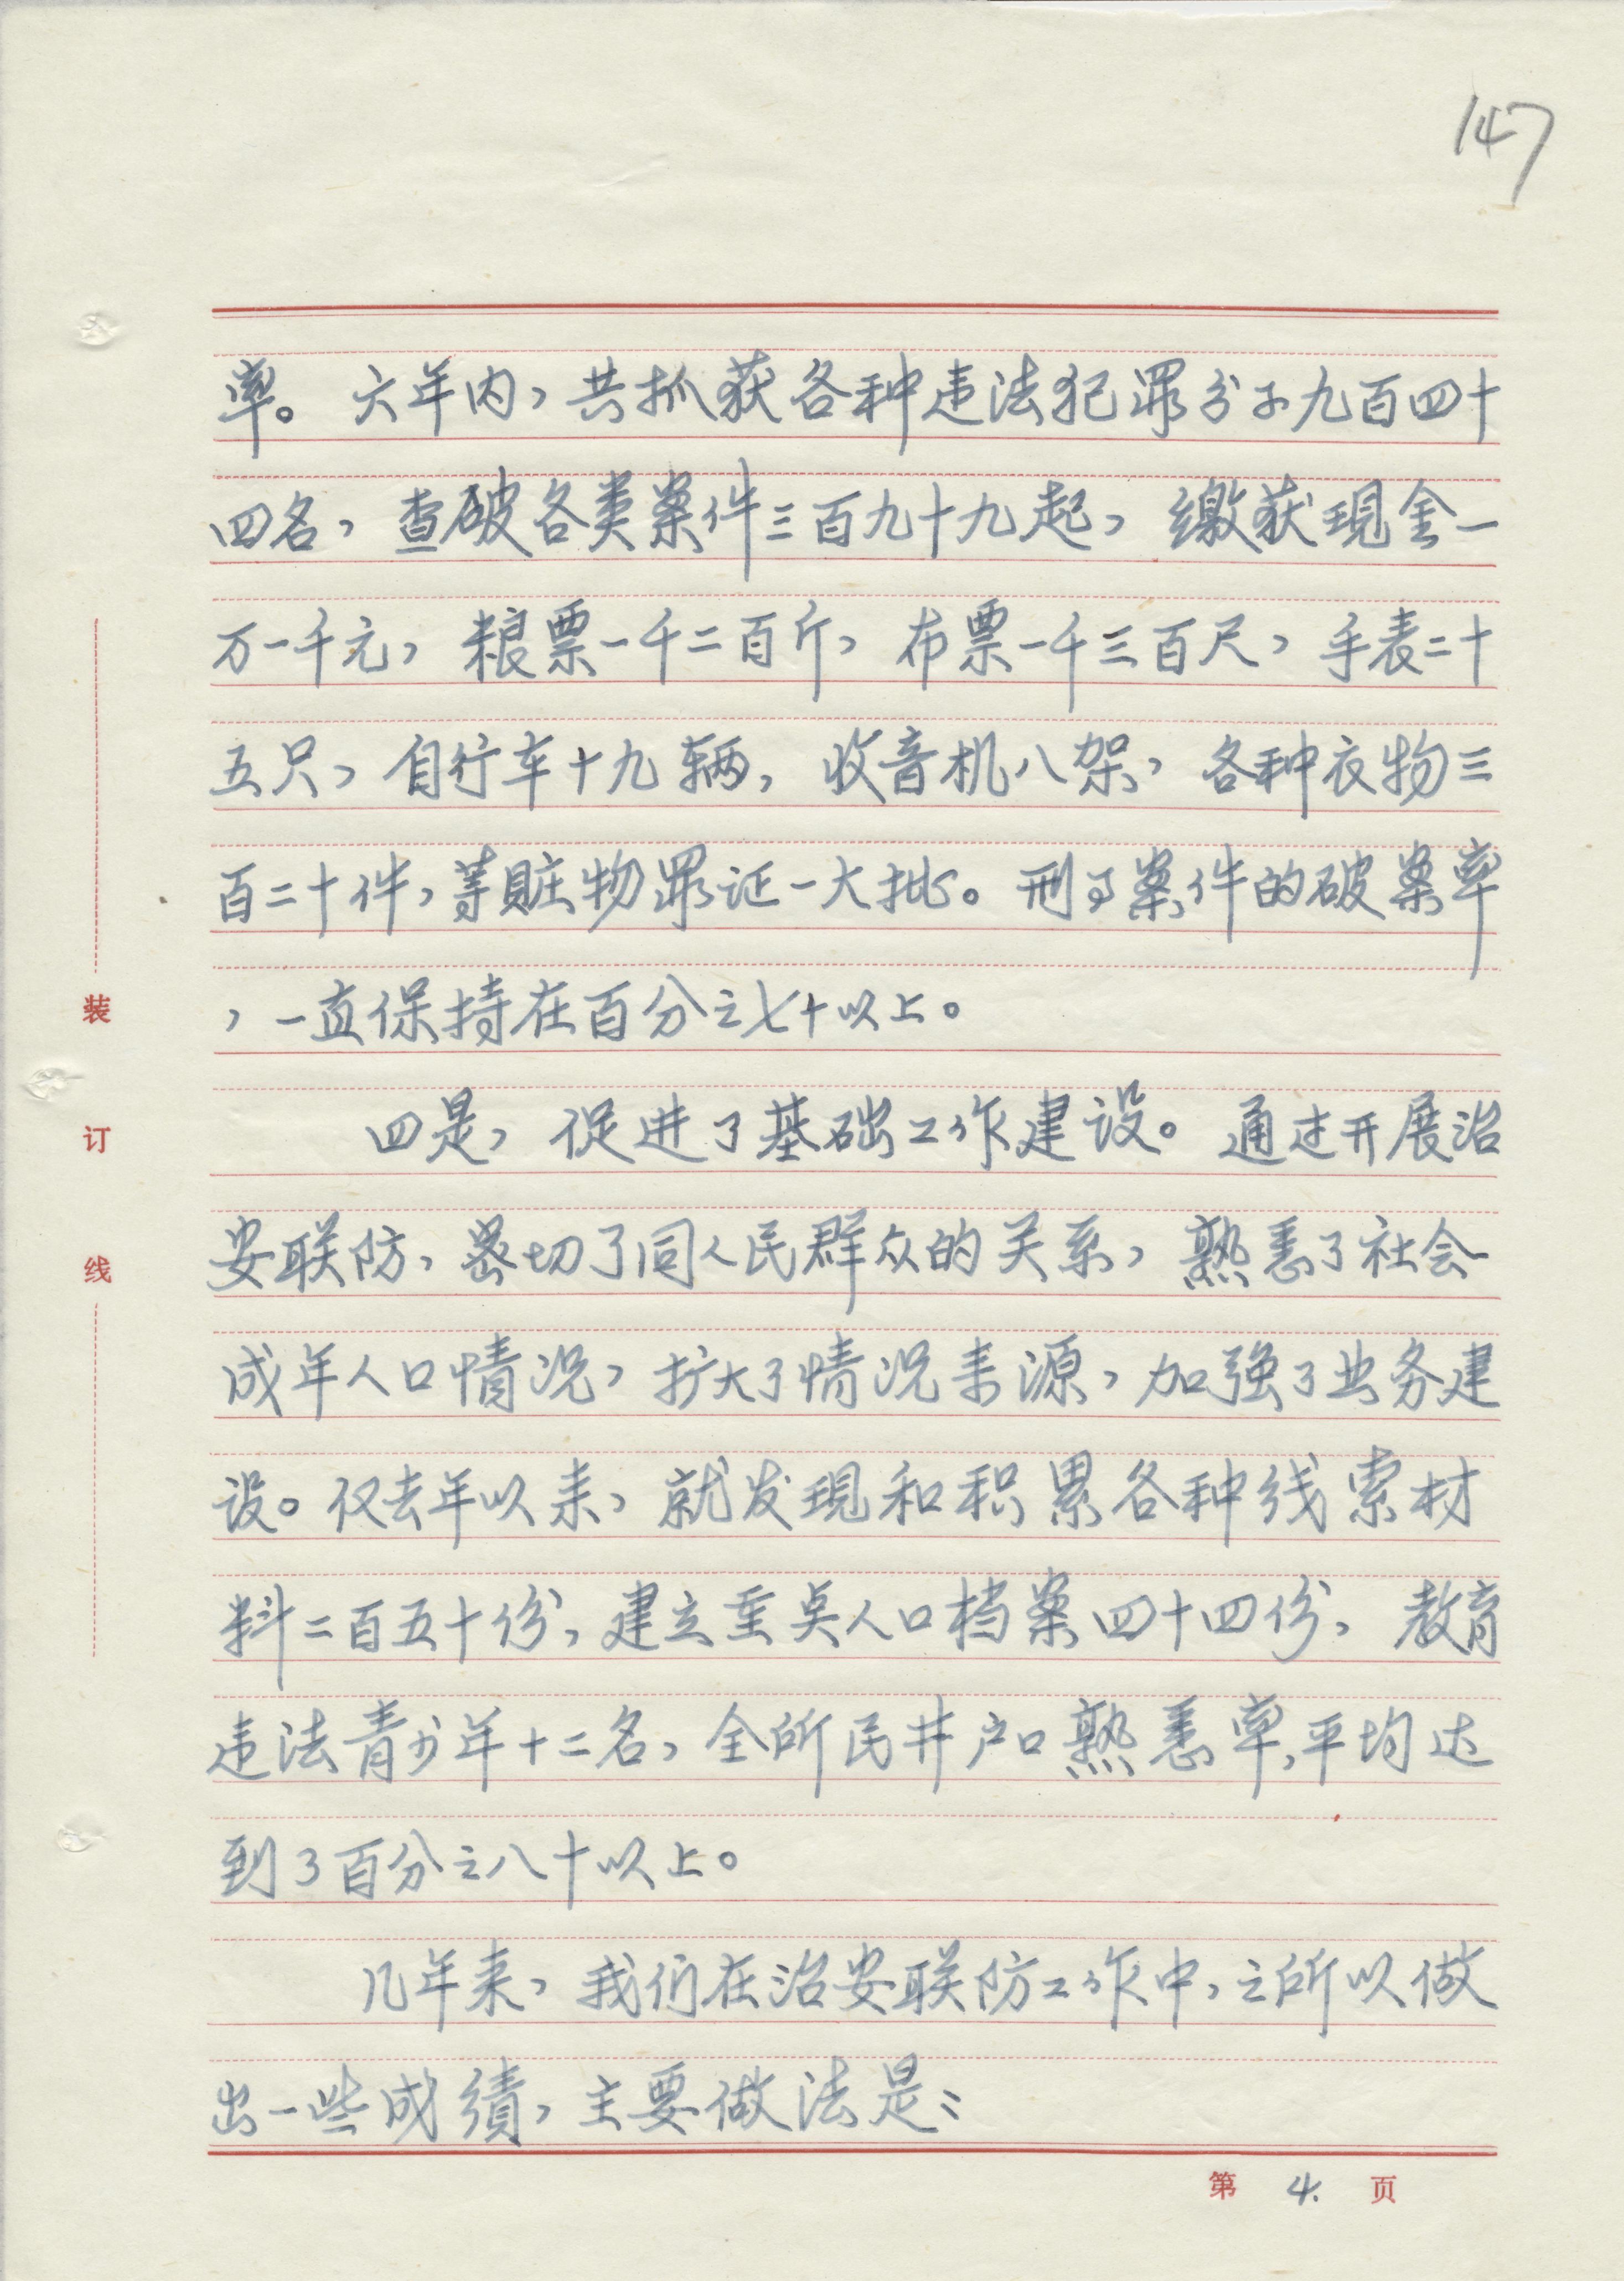 147
率。六年内，共抓获各种违法犯罪分子九百四十
四名，查破各类案件三百九十九起，缴获现金一
万一千元，粮票一千二百斤，布票一千三百尺，手表二十
五只，自行车十九辆，收音机八架，各种衣物三
百二十件，等赃物罪证一大批。刑事案件的破案率
，一直保持在百分之七十以上。
四是，促进了基础工作建设。通过开展治
安联防，密切了同人民群众的关系，熟悉了社会
成年人口情况，扩大了情况来源，加强了业务建
设。仅去年以来，就发现和积累各种线索材
料二百五十份，建立重点人口档案四十四份，教育
违法青少年十二名，全所民井户口熟悉率，平均达
到了百分之八十以上。
几年来，我们在治安联防工作中，之所以做
出一些成绩，主要做法是：
装
订
线
第 4. 页